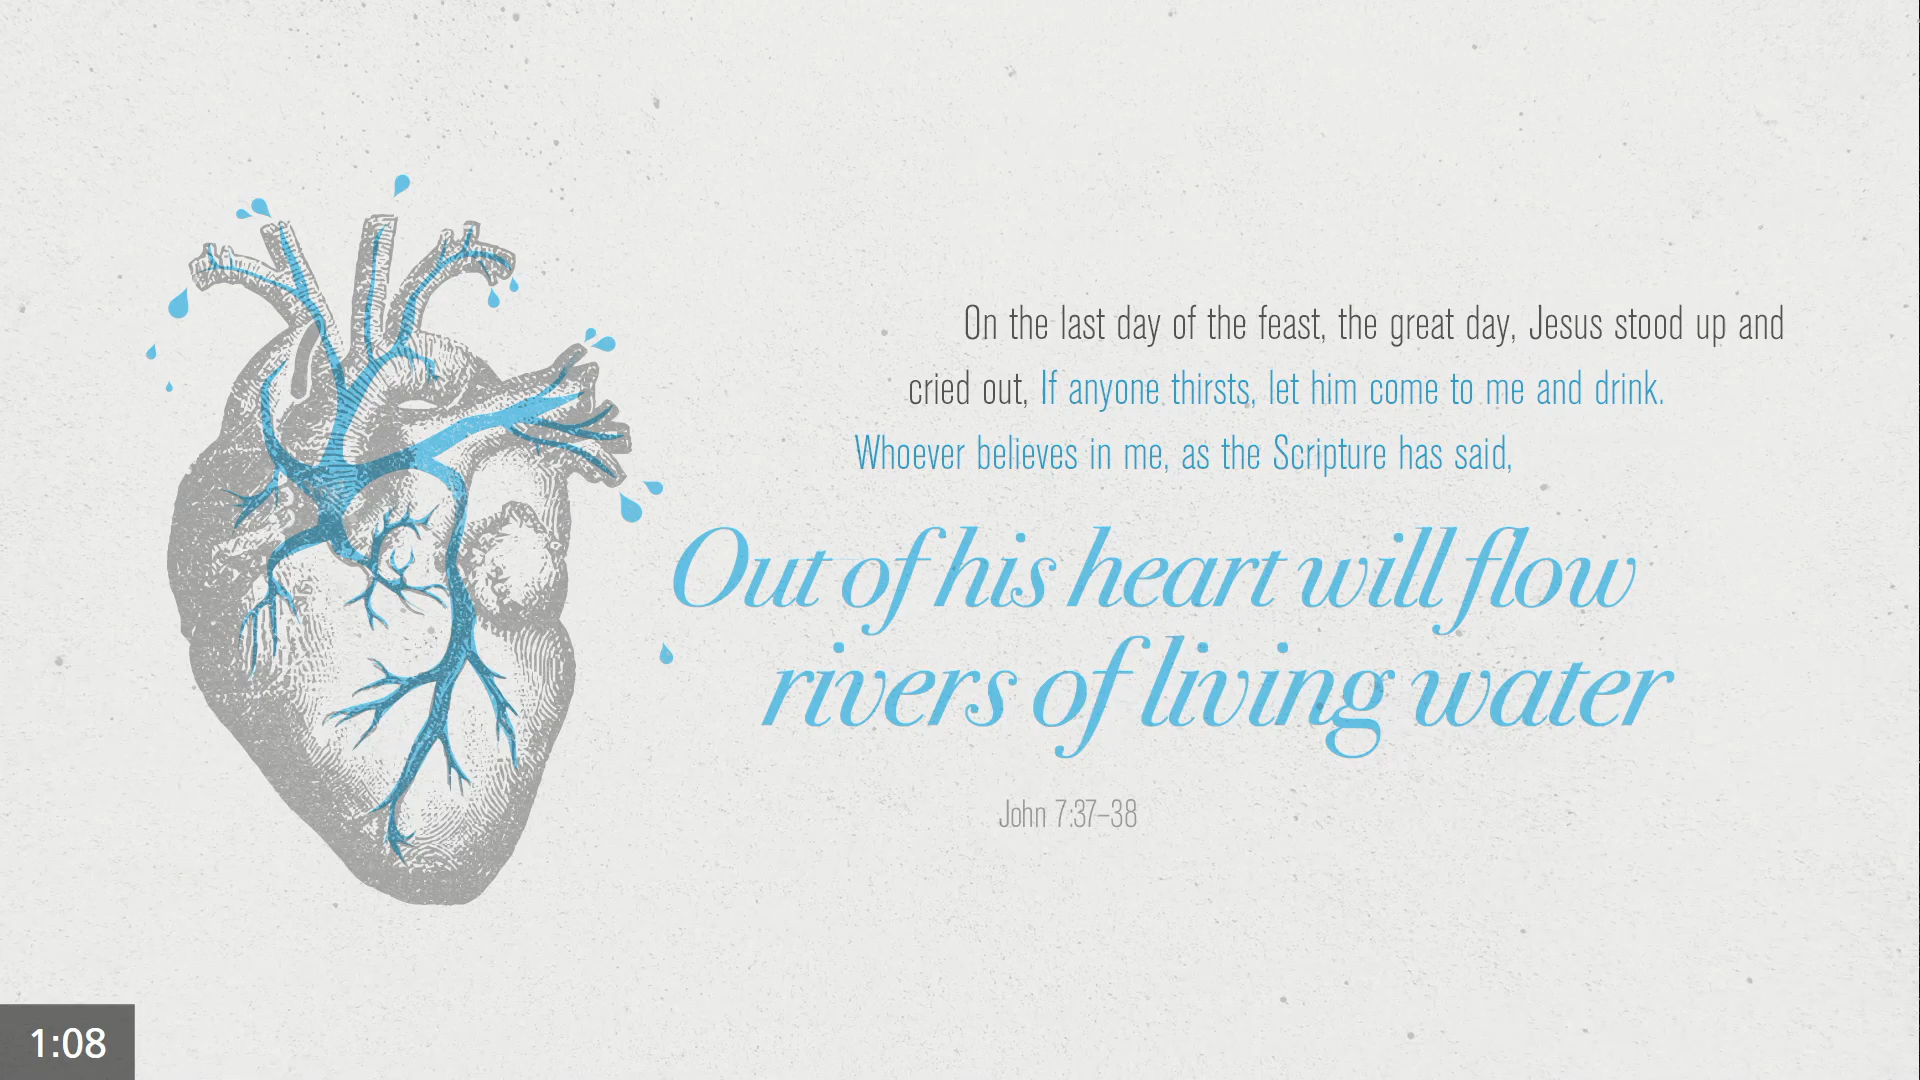 On the last day of the feast, the great day, Jesus stood up and
cried out, If anyone thirsts, let him come to me and drink.
Whoever believes in me, as the Scripture has said,
Out of his heart will flow
rivers of living water
John 7:37–38
1:08